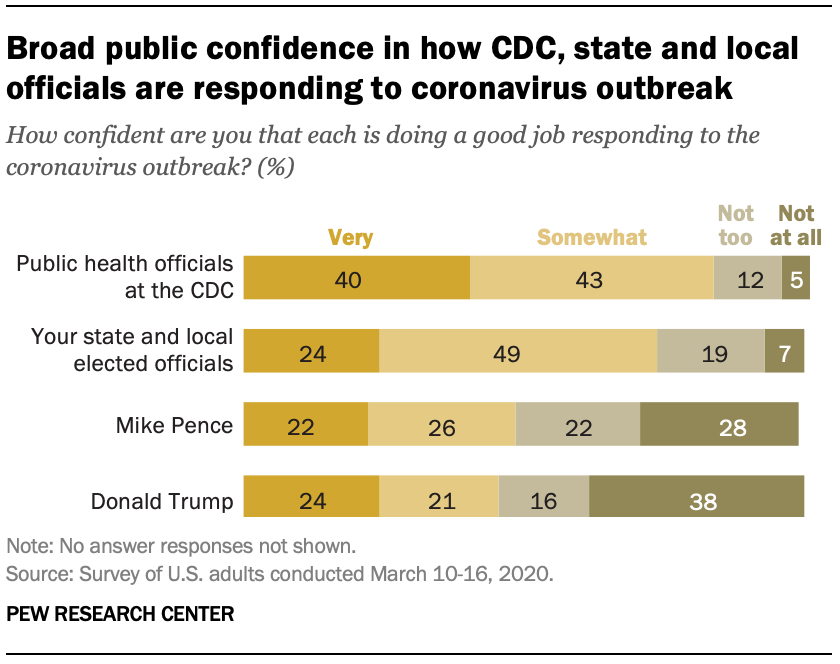 Broad public confidence in how CDC, state and local
officials are responding to coronavirus outbreak
How confident are you that each is doing a good job responding to the
coronavirus outbreak? (%)
Very Somewhat Not too Not at all
Public health officials
at the CDC
40 43 12 5
Your state and local
elected officials
24 49 19 7
Mike Pence 22 26 22 28
Donald Trump 24 21 16 38
Note: No answer responses not shown.
Source: Survey of U.S. adults conducted March 10-16, 2020.
PEW RESEARCH CENTER